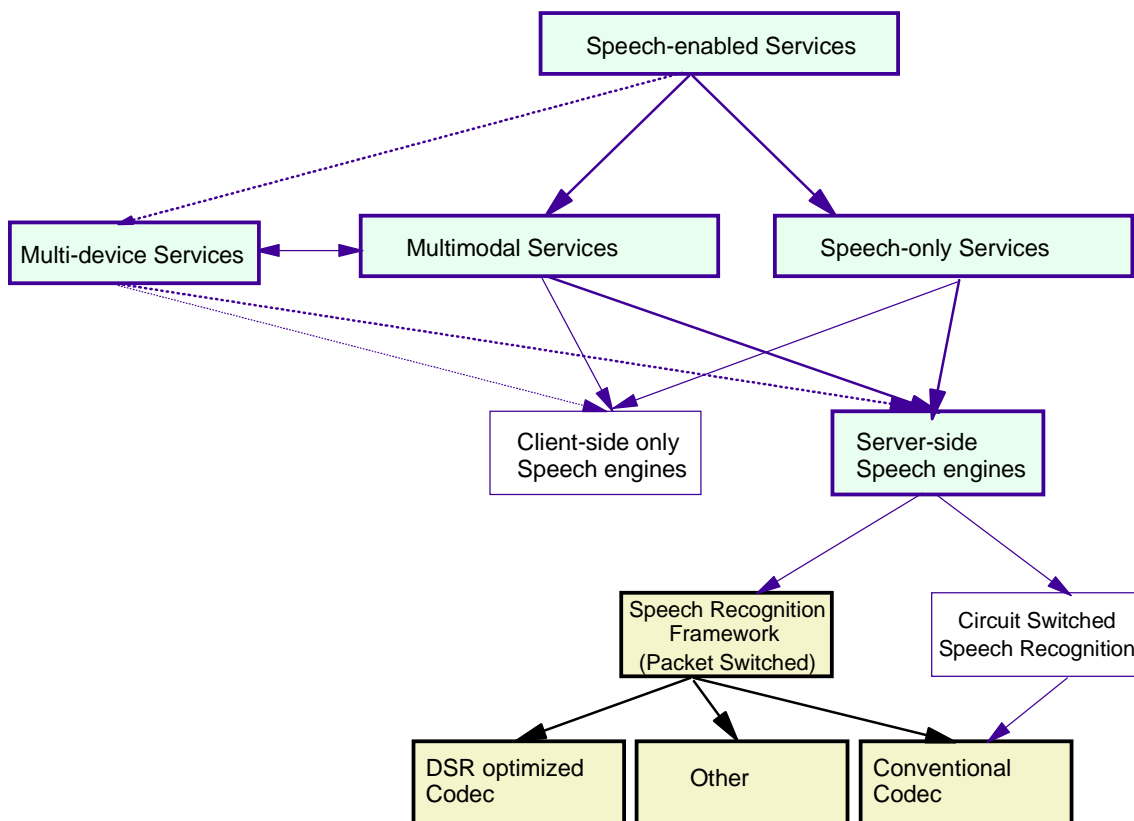 Speech-enabled Services
Multi-device Services
Multimodal Services
Speech-only Services
Client-side only
Speech engines
Server-side
Speech engines
Speech Recognition
Framework
(Packet Switched)
Circuit Switched
Speech Recognition
DSR optimized
Codec
Other
Conventional
Codec